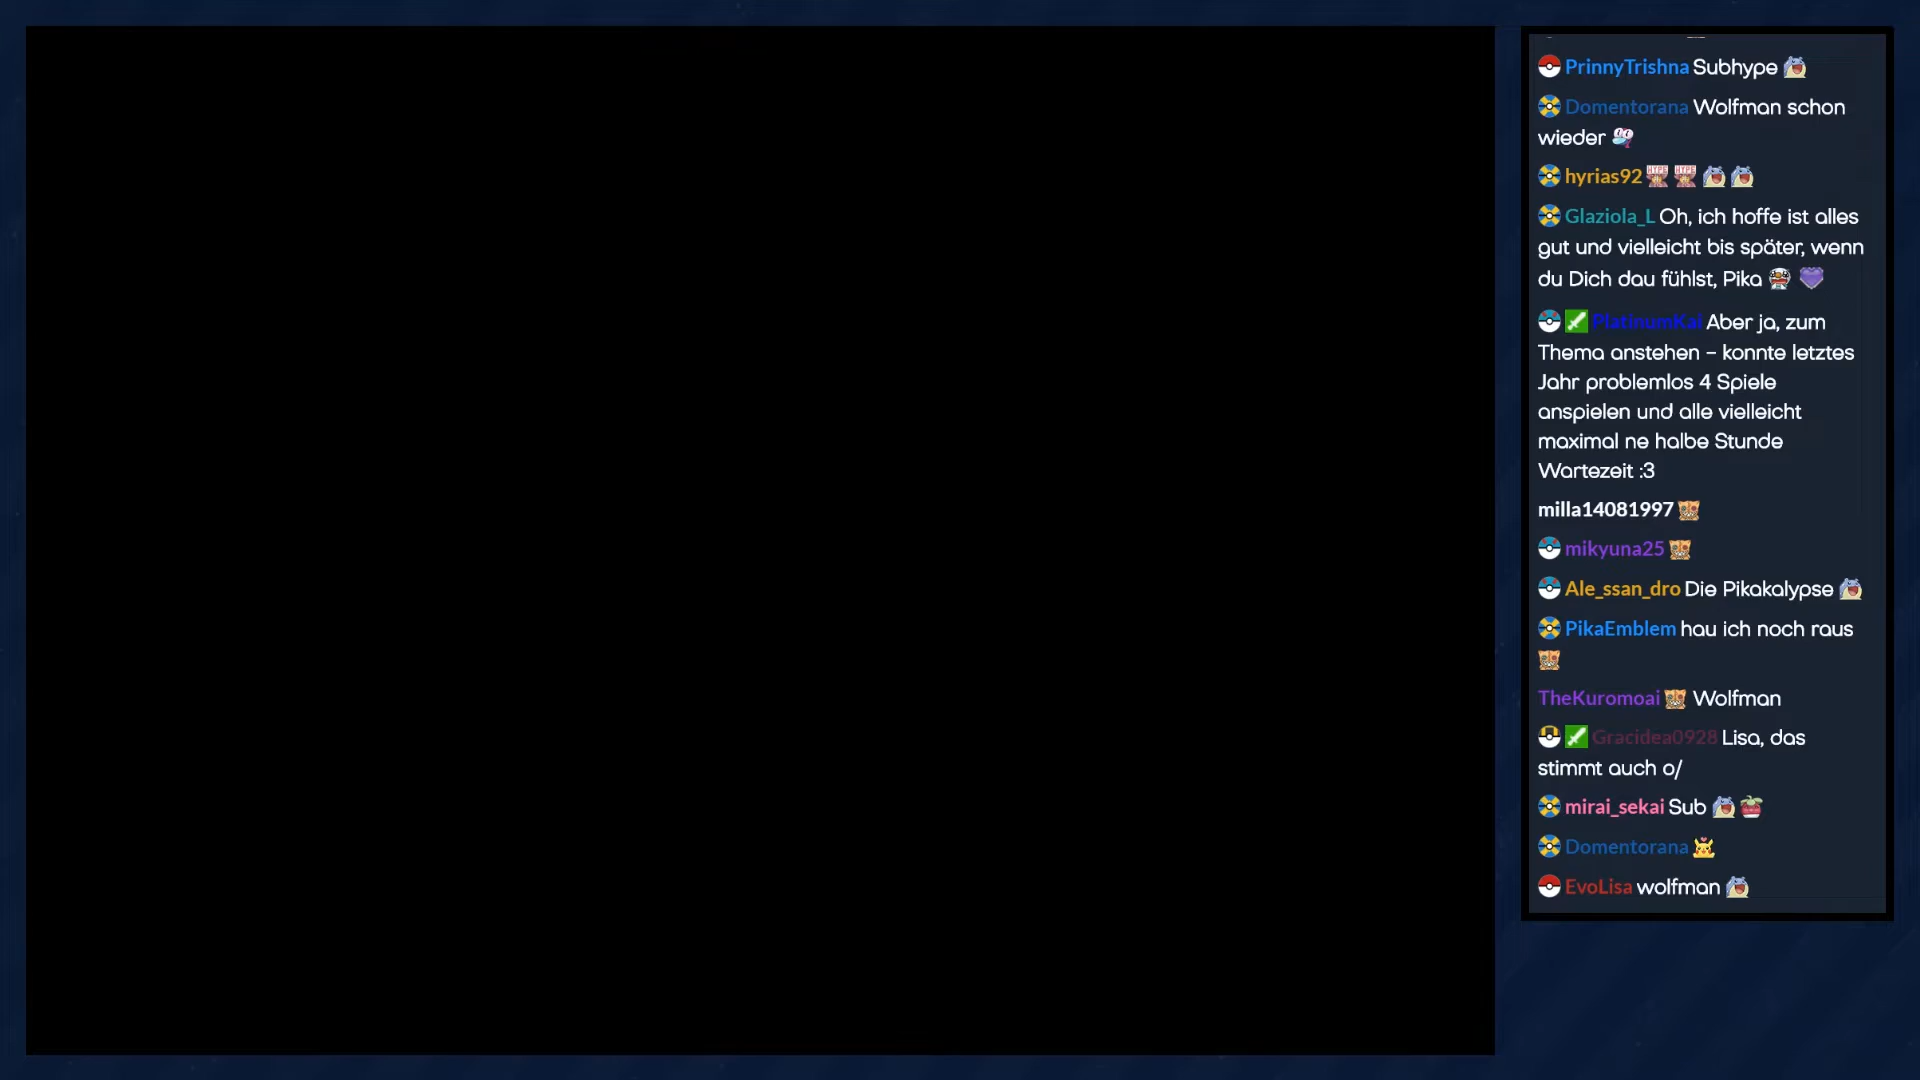 PrinnyTrishna Subhype
Domentorana Wolfman schon
wieder
hyrias92
Glaziola_L Oh, ich hoffe ist alles
gut und vielleicht bis später, wenn
du Dich dau fühlst, Pika
PlatinumKai Aber ja, zum
Thema anstehen - konnte letztes
Jahr problemlos 4 Spiele
anspielen und alle vielleicht
maximal ne halbe Stunde
Wartezeit :3
milla14081997
mikyuna25
Ale_ssan_dro Die Pikakalypse
PikaEmblem hau ich noch raus
TheKuromoai Wolfman
Gracidea0928 Lisa, das
stimmt auch o/
mirai_sekai Sub
Domentorana
EvoLisa wolfman